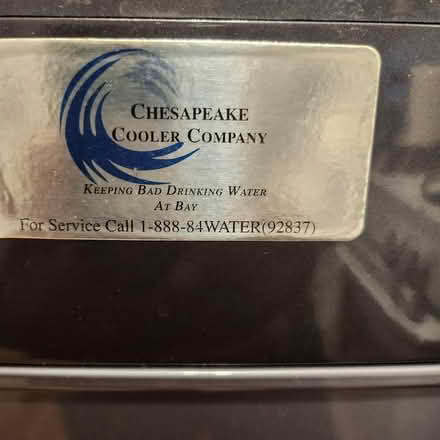 CHESAPEAKE
COOLER COMPANY
KEEPING BAD DRINKING WATER
AT BAY
For Service Call 1-888-84WATER(92837)